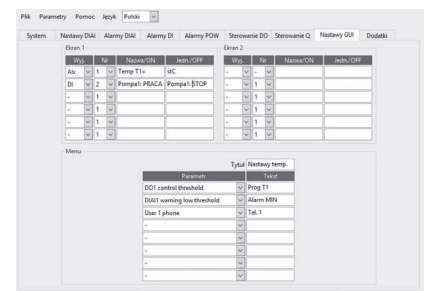 Plik Parametry Pomoc Język Polski
System Nastawy DIAI Alarmy DIAI Alarmy DI Alarmy POW Sterowanie DO Sterowanie Q Nastawy GUI Dodatki
Ekran 1 Ekran 2
Wyj. Nr Nazwa/ON Jedn./OFF Wyj. Nr Nazwa/ON Jedn./OFF
AIx 1 Temp T1= stC - -
DI 2 Pompa1: PRACA Pompa1: STOP - 1
- 1 - 1
- 1 - 1
- 1 - 1
- 1 - 1
Menu
Tytuł Nastawy temp.
Parametr Tekst
DO1 control threshold Prog T1
DIAI1 warning low threshold Alarm MIN
User 1 phone Tel. 1
-
-
-
-
-